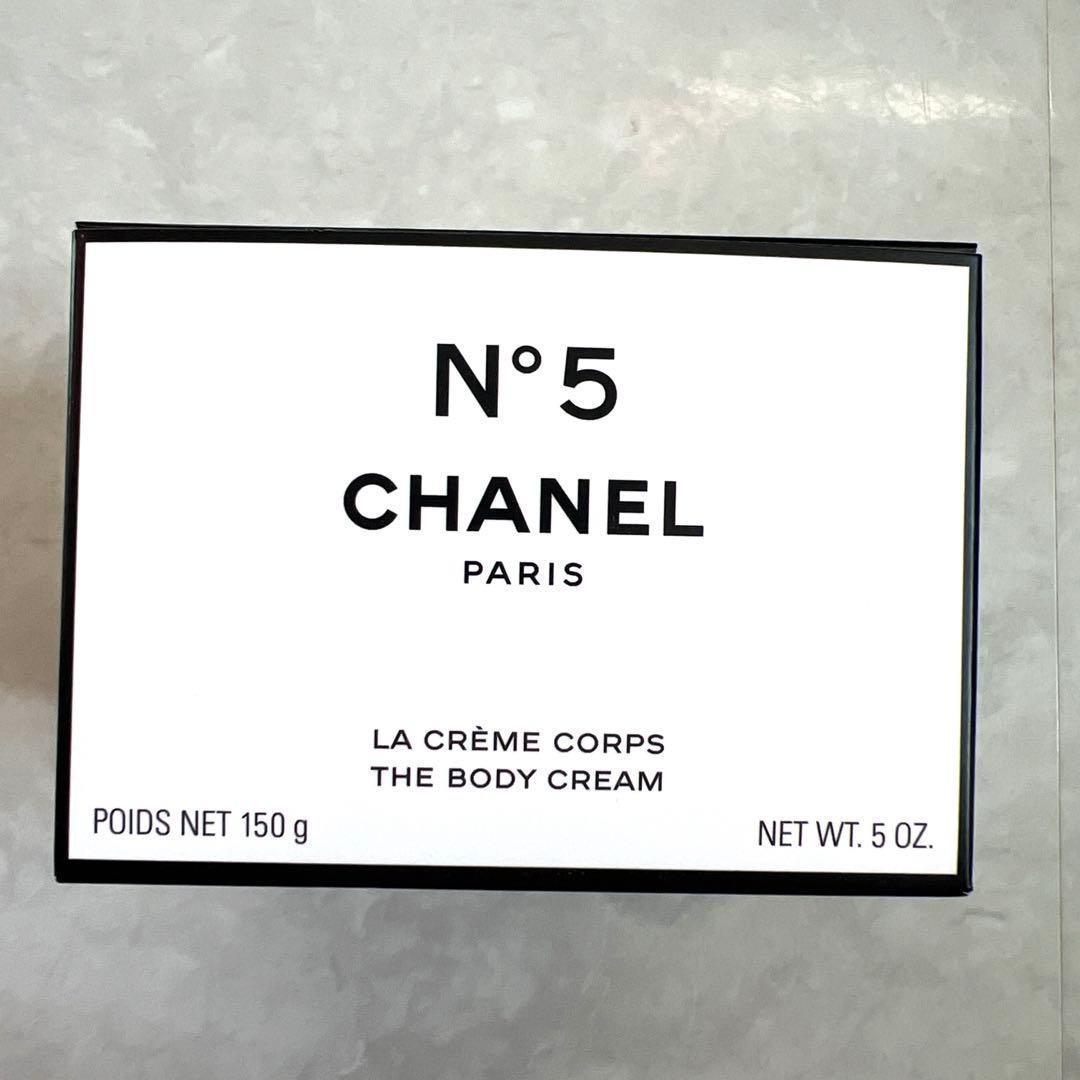 N°5
CHANEL
PARIS
LA CRÈME CORPS
THE BODY CREAM
POIDS NET 150 g
NET WT. 5 OZ.